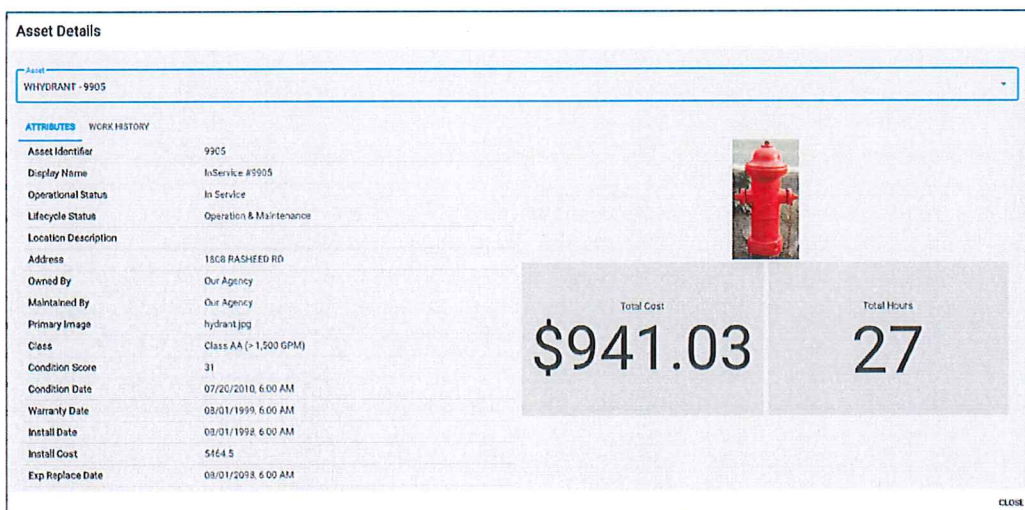 Asset Details
Asset
WHYDRANT - 9905
ATTRIBUTES WORK HISTORY
Asset Identifier 9905
Display Name InService #9905
Operational Status In Service
Lifecycle Status Operation & Maintenance
Location Description
Address 1808 RASHEED RD
Owned By Our Agency
Maintained By Our Agency
Primary Image hydrant.jpg
Class Class AA (> 1,500 GPM)
Condition Score 31
Condition Date 07/20/2010, 6:00 AM
Warranty Date 08/01/1999, 6:00 AM
Install Date 08/01/1998, 6:00 AM
Install Cost 5464.5
Exp Replace Date 08/01/2098, 6:00 AM
Total Cost
$941.03
Total Hours
27
CLOSE